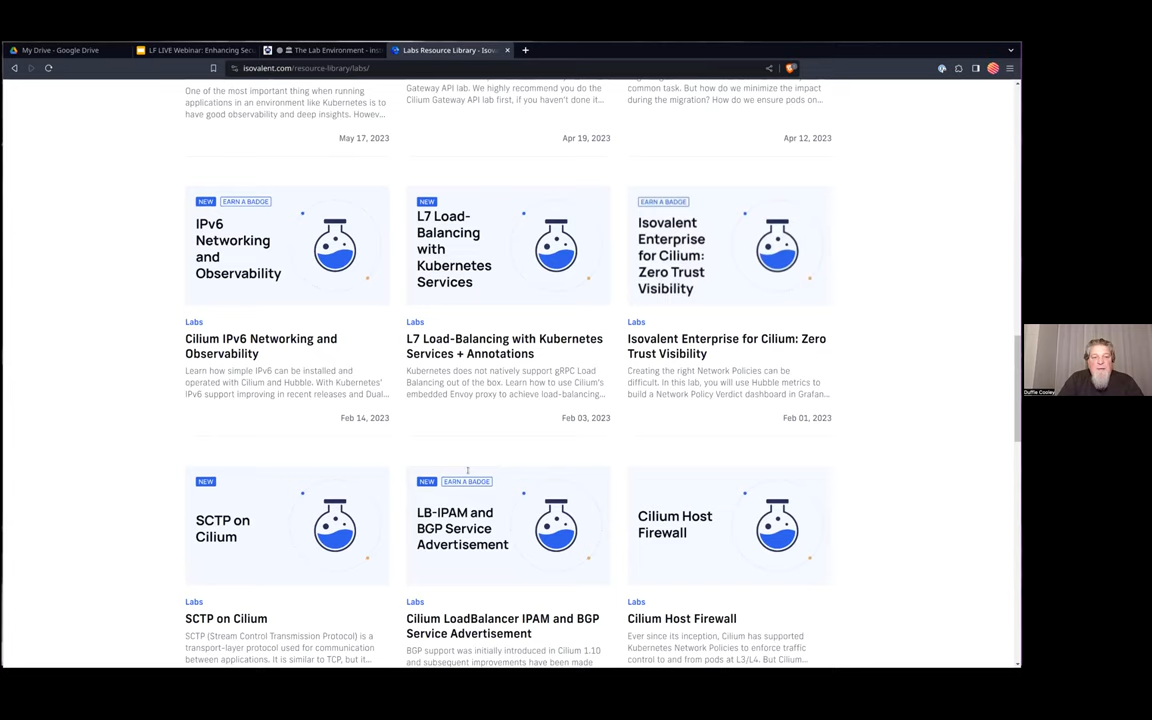 My Drive - Google Drive
LF LIVE Webinar: Enhancing Secu
The Lab Environment - inst
Labs Resource Library - Isov
isovalent.com/resource-library/labs/
One of the most important thing when running
applications in an environment like Kubernetes is to
have good observability and deep insights. Howev...
May 17, 2023
Gateway API lab. We highly recommend you do the
Cilium Gateway API lab first, if you haven't done it...
Apr 19, 2023
common task. But how do we minimize the impact
during the migration? How do we ensure pods on...
Apr 12, 2023
NEW EARN A BADGE
IPv6
Networking
and
Observability
Labs
Cilium IPv6 Networking and
Observability
Learn how simple IPv6 can be installed and
operated with Cilium and Hubble. With Kubernetes'
IPv6 support improving in recent releases and Dual...
Feb 14, 2023
NEW
L7 Load-
Balancing
with
Kubernetes
Services
Labs
L7 Load-Balancing with Kubernetes
Services + Annotations
Kubernetes does not natively support gRPC Load
Balancing out of the box. Learn how to use Cilium's
embedded Envoy proxy to achieve load-balancing...
Feb 03, 2023
EARN A BADGE
Isovalent
Enterprise
for Cilium:
Zero Trust
Visibility
Labs
Isovalent Enterprise for Cilium: Zero
Trust Visibility
Creating the right Network Policies can be
difficult. In this lab, you will use Hubble metrics to
build a Network Policy Verdict dashboard in Grafan...
Feb 01, 2023
NEW
SCTP on
Cilium
Labs
SCTP on Cilium
SCTP (Stream Control Transmission Protocol) is a
transport-layer protocol used for communication
between applications. It is similar to TCP, but it...
NEW EARN A BADGE
LB-IPAM and
BGP Service
Advertisement
Labs
Cilium LoadBalancer IPAM and BGP
Service Advertisement
BGP support was initially introduced in Cilium 1.10
and subsequent improvements have been made
Cilium Host
Firewall
Labs
Cilium Host Firewall
Ever since its inception, Cilium has supported
Kubernetes Network Policies to enforce traffic
control to and from pods at L3/L4. But Cilium...
Duffie Cooley